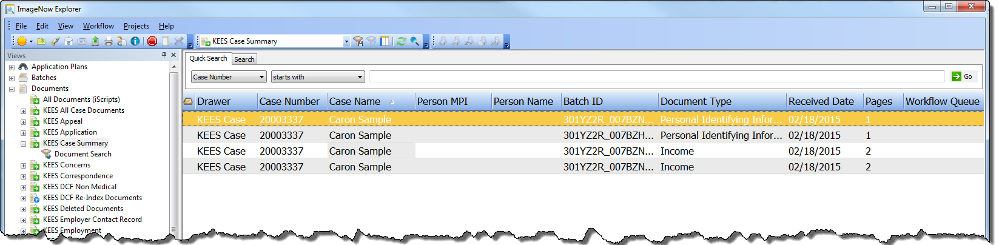 ImageNow Explorer
File Edit View Workflow Projects Help
KEES Case Summary
Views
Application Plans
Batches
Documents
All Documents (iScripts)
KEES All Case Documents
KEES Appeal
KEES Application
KEES Case Summary
Document Search
KEES Concerns
KEES Correspondence
KEES DCF Non Medical
KEES DCF Re-Index Documents
KEES Deleted Documents
KEES Employer Contact Record
KEES Employment
Quick Search Search
Case Number starts with Go
Drawer Case Number Case Name Person MPI Person Name Batch ID Document Type Received Date Pages Workflow Queue
KEES Case 20003337 Caron Sample 301YZ2R_007BZN... Personal Identifying Infor... 02/18/2015 1
KEES Case 20003337 Caron Sample 301YZ2R_007BZH... Personal Identifying Infor... 02/18/2015 1
KEES Case 20003337 Caron Sample 301YZ2R_007BZN... Income 02/18/2015 2
KEES Case 20003337 Caron Sample 301YZ2R_007BZN... Income 02/18/2015 2